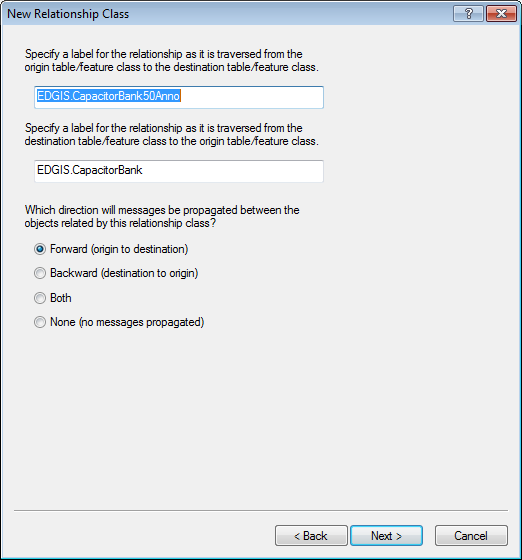 New Relationship Class
?
Specify a label for the relationship as it is traversed from the
origin table/feature class to the destination table/feature class.
EDGIS.CapacitorBank50Anno
Specify a label for the relationship as it is traversed from the
destination table/feature class to the origin table/feature class.
EDGIS.CapacitorBank
Which direction will messages be propagated between the
objects related by this relationship class?
Forward (origin to destination)
Backward (destination to origin)
Both
None (no messages propagated)
< Back
Next >
Cancel